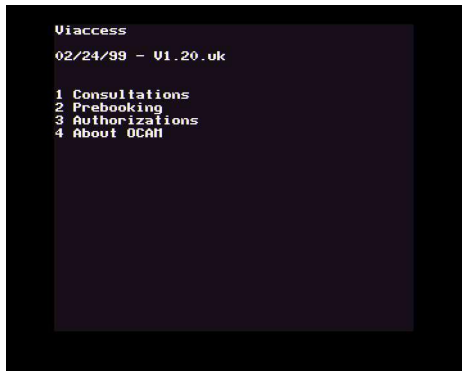 Viaccess
02/24/99 - V1.20.uk
1 Consultations
2 Prebooking
3 Authorizations
4 About OCAM